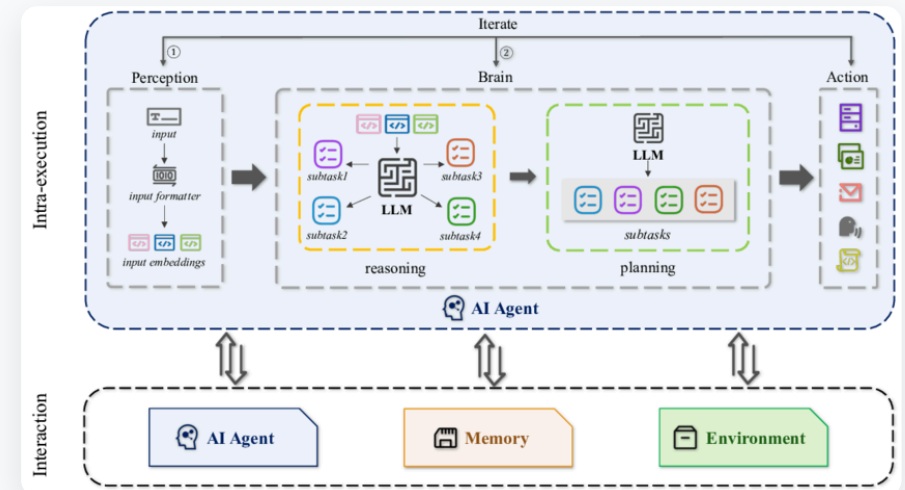 Iterate
①
②
Perception
Brain
Action
Intra-execution
input
input formatter
input embeddings
subtask1
subtask3
LLM
subtask2
subtask4
reasoning
LLM
subtasks
planning
AI Agent
Interaction
AI Agent
Memory
Environment